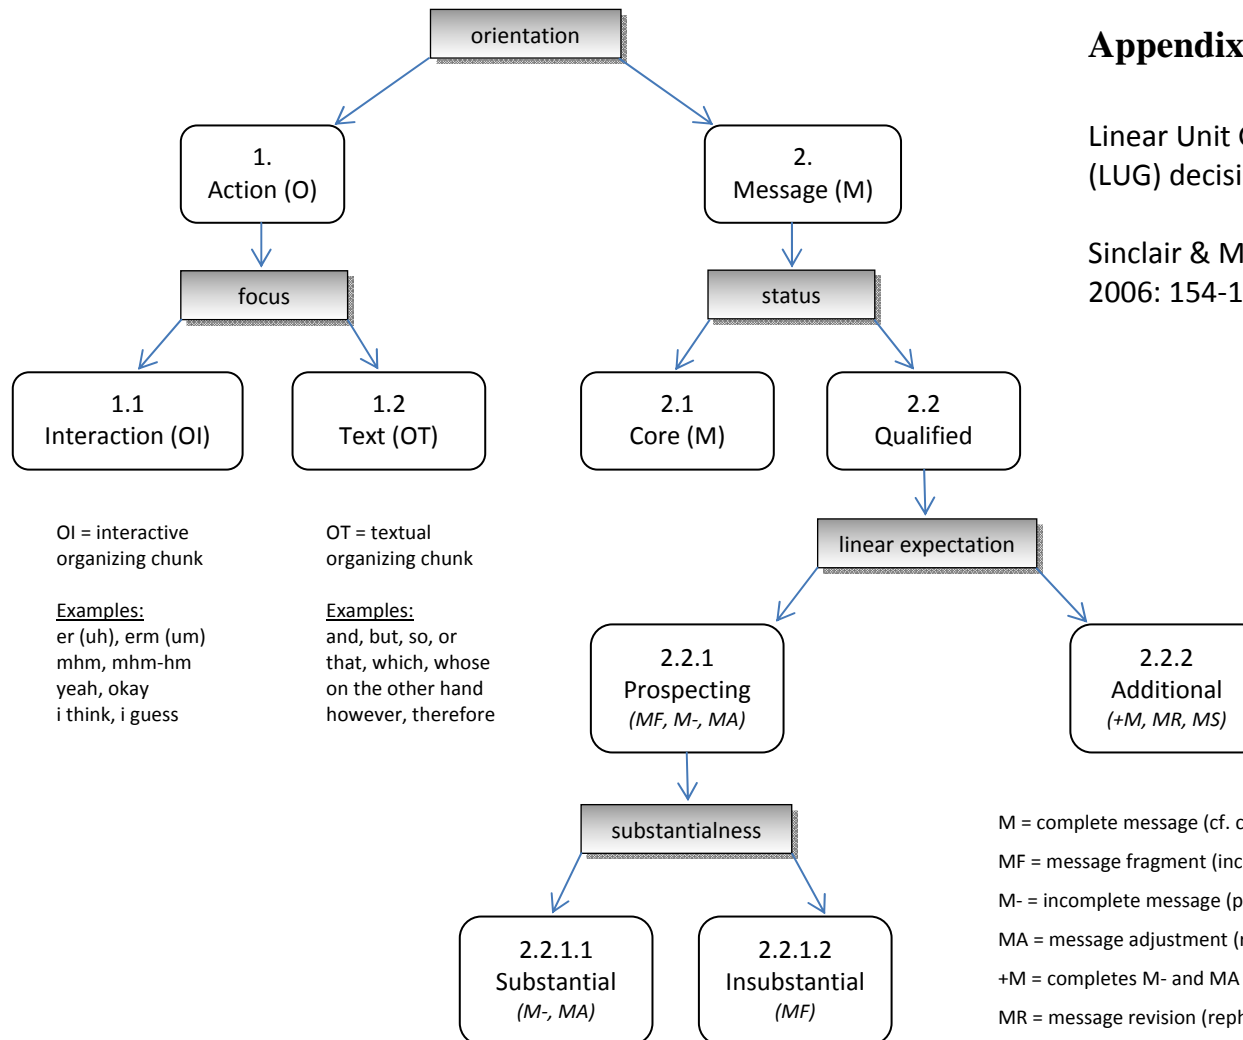 orientation
Appendix
Linear Unit
(LUG)
Sinclair &
2006:
1.
Action (O)
2.
Message (M)
focus
status
1.1
Interaction (OI)
1.2
Text (OT)
2.1
Core (M)
2.2
Qualified
OI = interactive
organizing chunk
Examples:
er (uh), erm (um)
mhm, mhm-hm
yeah, okay
i think, i guess
OT = textual
organizing chunk
Examples:
and, but, so, or
that, which, whose
on the other hand
however, therefore
linear expectation
2.2.1
Prospecting
(MF, M-, MA)
2.2.2
Additional
(+M, MR, MS)
substantialness
2.2.1.1
Substantial
(M-, MA)
2.2.1.2
Insubstantial
(MF)
M = complete message (cf.
MF = message fragment
M- = incomplete message
MA = message adjustment
+M = completes M- and MA
MR = message revision